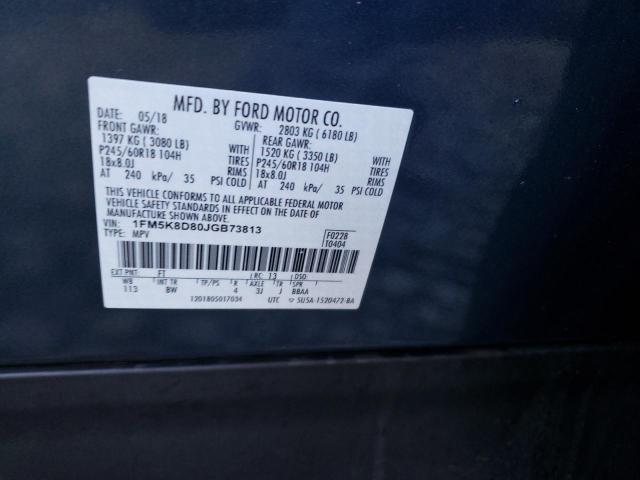 MFD. BY FORD MOTOR CO.
DATE: 05/18 GVWR: 2803 KG ( 6180 LB)
FRONT GAWR: REAR GAWR:
1397 KG ( 3080 LB) 1520 KG ( 3350 LB)
P245/60R18 104H TIRES P245/60R18 104H TIRES
18x8.0J RIMS 18x8.0J RIMS
AT 240 kPa/ 35 PSI COLD AT 240 kPa/ 35 PSI COLD
THIS VEHICLE CONFORMS TO ALL APPLICABLE FEDERAL MOTOR
VEHICLE SAFETY STANDARDS IN EFFECT ON THE DATE OF
MANUFACTURE SHOWN ABOVE.
VIN: 1FM5K8D80JGB73813 F0228
TYPE: MPV T0404
EXT PNT: FT RC: 13 DSO
WB INT TR TP/PS R AXLE TR SPR
113 BW 4 3J J BBAA
1201805017034 UTC 5U5A-1520472-BA